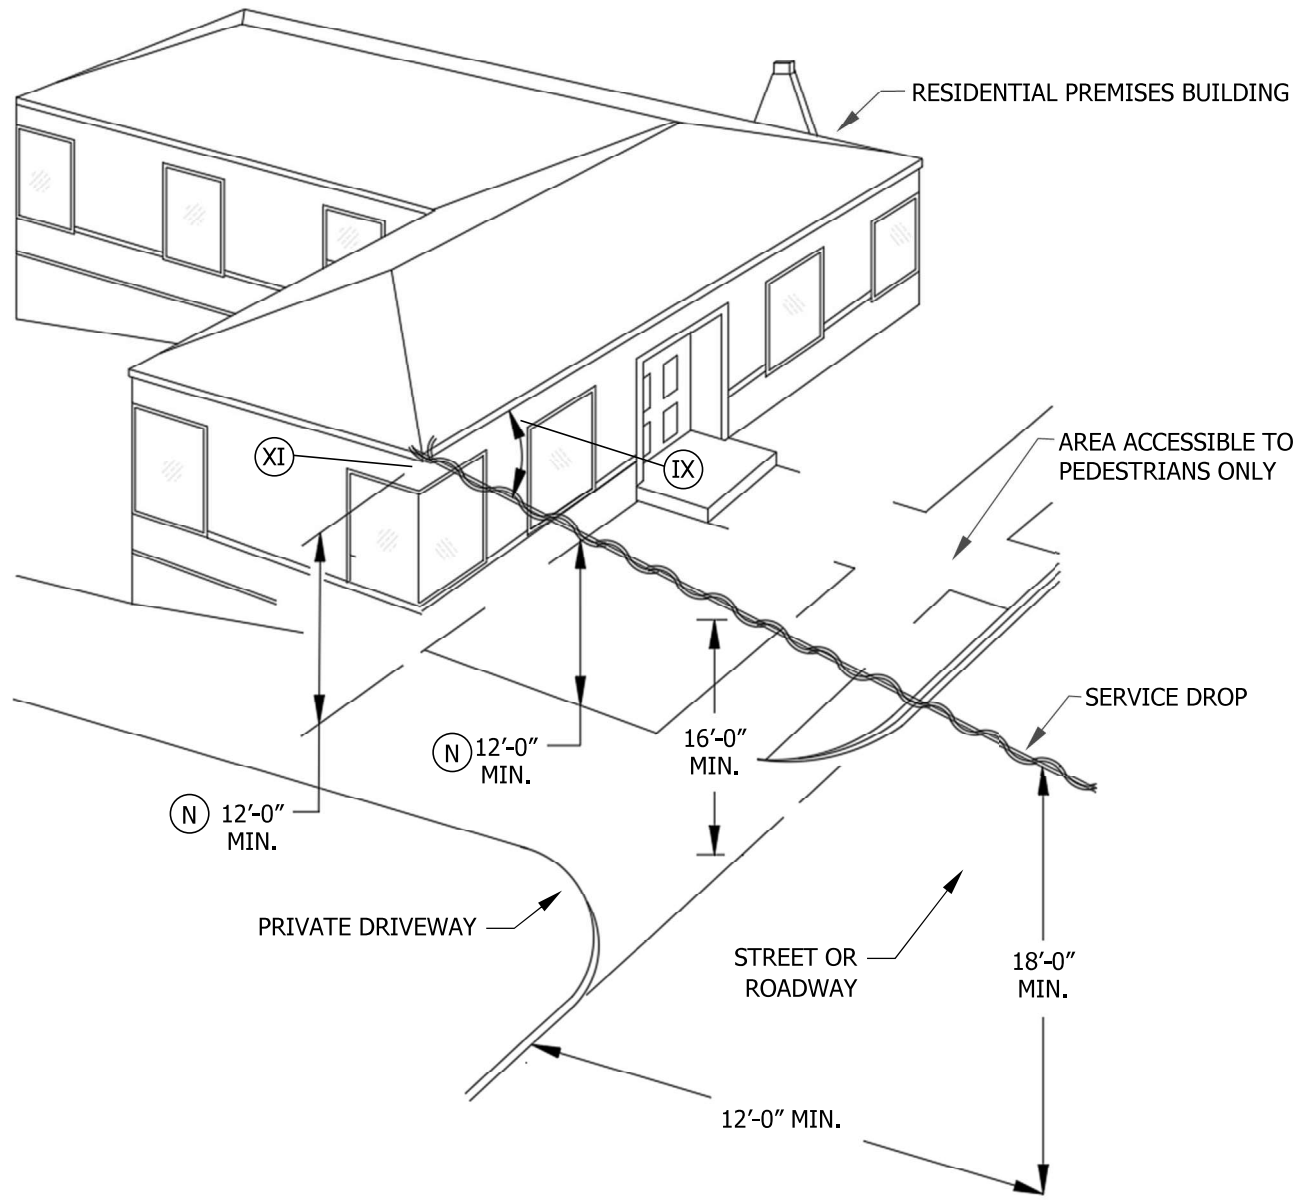 RESIDENTIAL PREMISES BUILDING
AREA ACCESSIBLE TO
PEDESTRIANS ONLY
XI
IX
SERVICE DROP
N 12'-0"
MIN.
16'-0"
MIN.
N 12'-0"
MIN.
PRIVATE DRIVEWAY
STREET OR
ROADWAY
18'-0"
MIN.
12'-0" MIN.